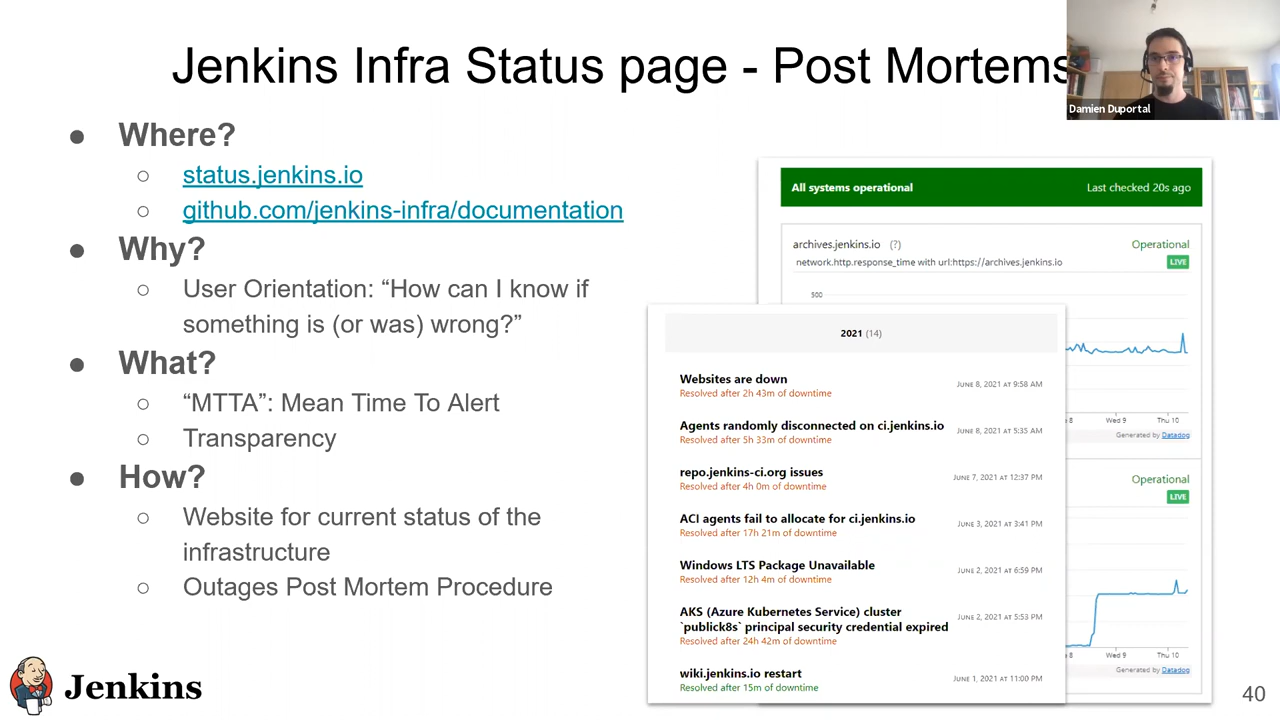 Jenkins Infra Status page - Post Mortems
Damien Duportal
● Where?
○ status.jenkins.io
○ github.com/jenkins-infra/documentation
● Why?
○ User Orientation: “How can I know if
something is (or was) wrong?”
● What?
○ “MTTA”: Mean Time To Alert
○ Transparency
● How?
○ Website for current status of the
infrastructure
○ Outages Post Mortem Procedure
All systems operational Last checked 20s ago
archives.jenkins.io (?) Operational
network.http.response_time with url:https://archives.jenkins.io LIVE
500
8 Wed 9 Thu 10
Generated by Datadog
Operational
LIVE
8 Wed 9 Thu 10
Generated by Datadog
2021 (14)
Websites are down JUNE 8, 2021 AT 9:58 AM
Resolved after 2h 43m of downtime
Agents randomly disconnected on ci.jenkins.io JUNE 8, 2021 AT 5:35 AM
Resolved after 5h 33m of downtime
repo.jenkins-ci.org issues JUNE 7, 2021 AT 12:37 PM
Resolved after 4h 0m of downtime
ACI agents fail to allocate for ci.jenkins.io JUNE 3, 2021 AT 3:41 PM
Resolved after 17h 21m of downtime
Windows LTS Package Unavailable JUNE 2, 2021 AT 6:59 PM
Resolved after 12h 4m of downtime
AKS (Azure Kubernetes Service) cluster JUNE 2, 2021 AT 5:53 PM
`publick8s` principal security credential expired
Resolved after 24h 42m of downtime
wiki.jenkins.io restart JUNE 1, 2021 AT 11:00 PM
Resolved after 15m of downtime
Jenkins
40